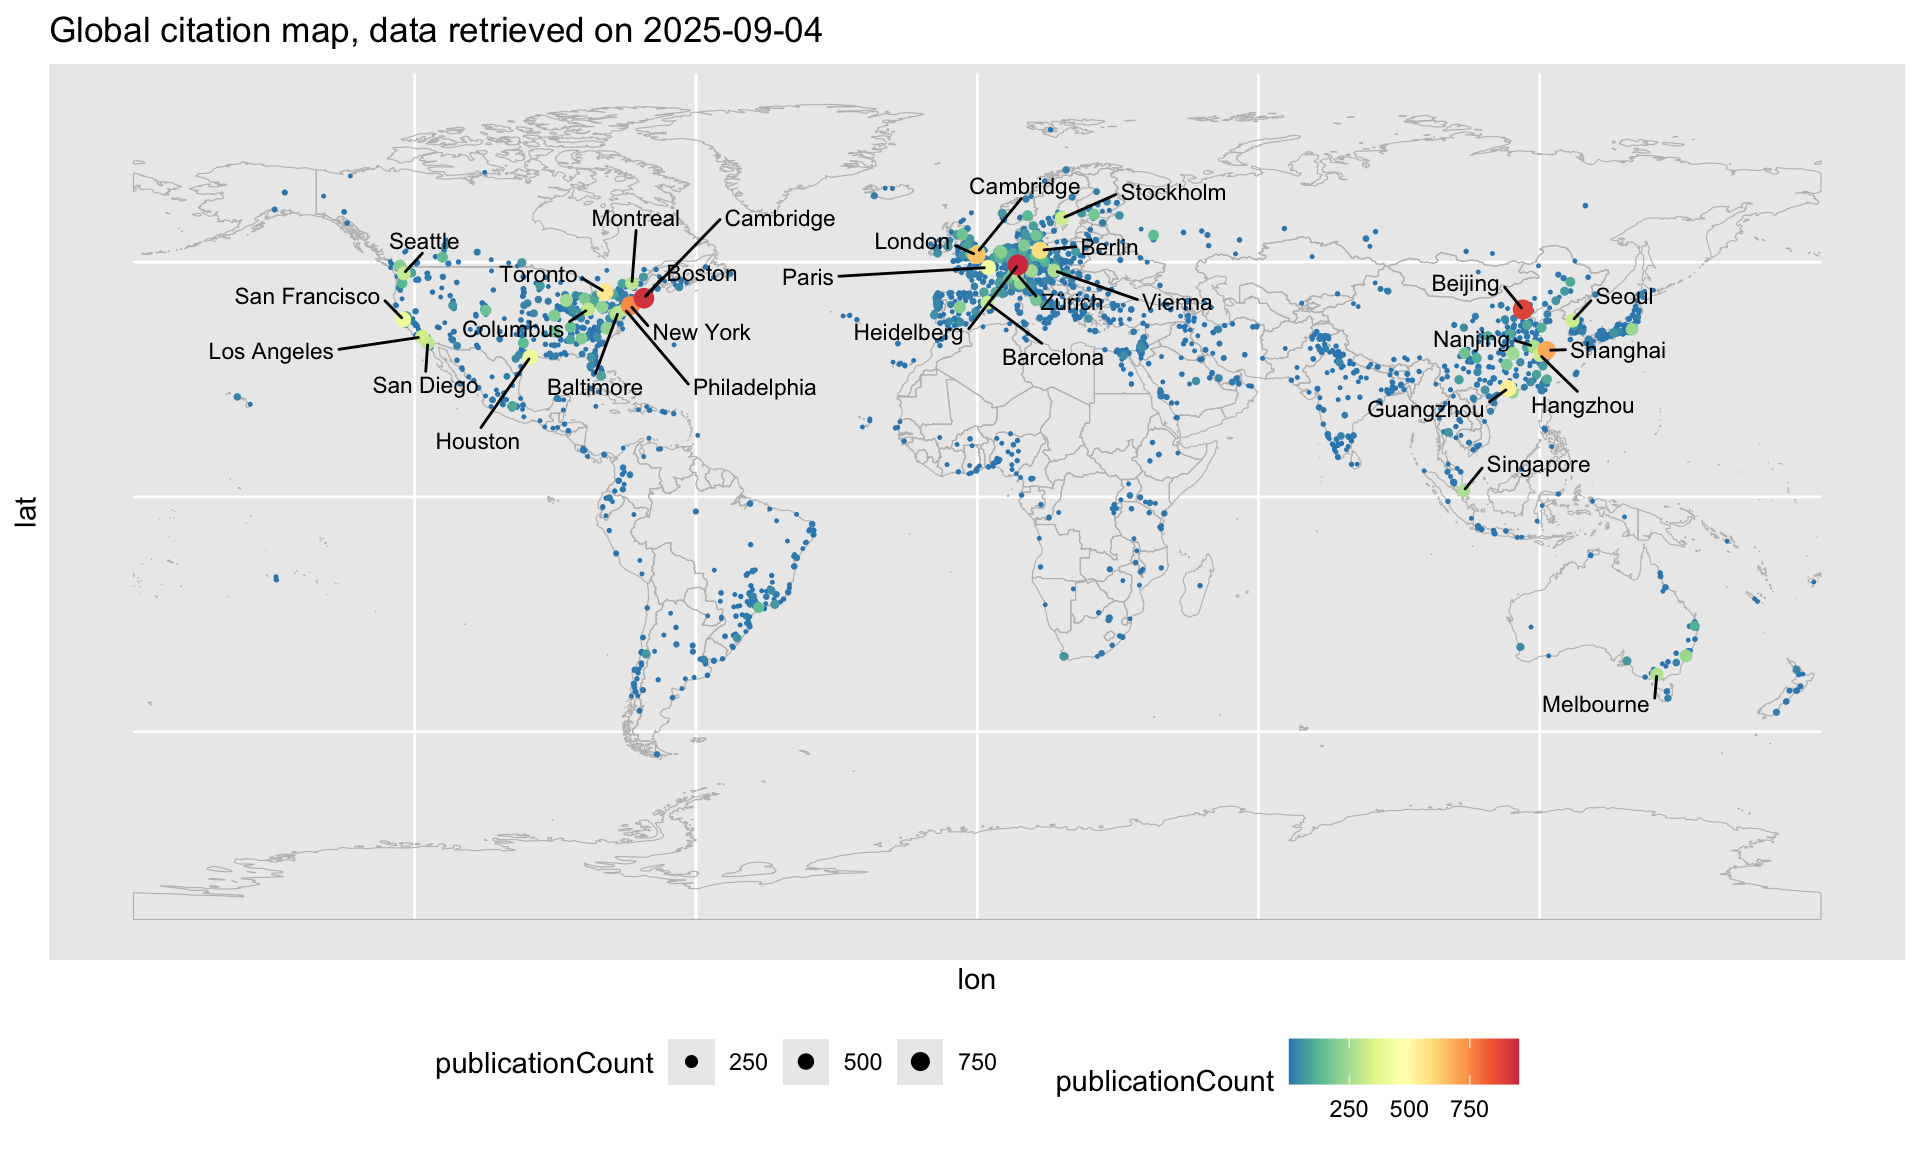 Global citation map, data retrieved on 2025-09-04
Cambridge
Stockholm
Montreal
Cambridge
Seattle
London
Berlin
Toronto
Boston
Paris
Beijing
San Francisco
Seoul
Zürich
Vienna
Columbus
New York
Heidelberg
Nanjing
Los Angeles
Barcelona
Shanghai
San Diego
Baltimore
Philadelphia
Guangzhou
Hangzhou
Houston
Singapore
lat
Melbourne
lon
publicationCount 250 500 750
publicationCount
250 500 750